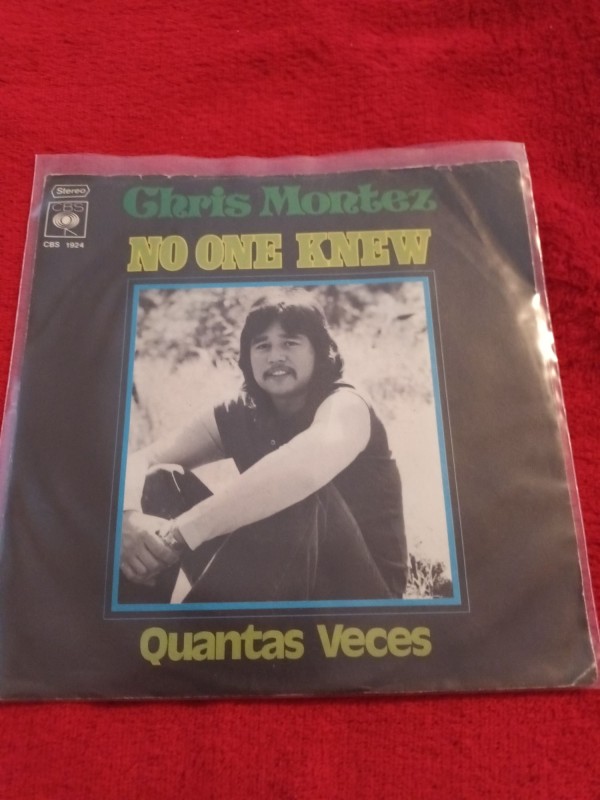 Stereo
CBS
CBS 1924
Chris Montez
NO ONE KNEW
Quantas Veces